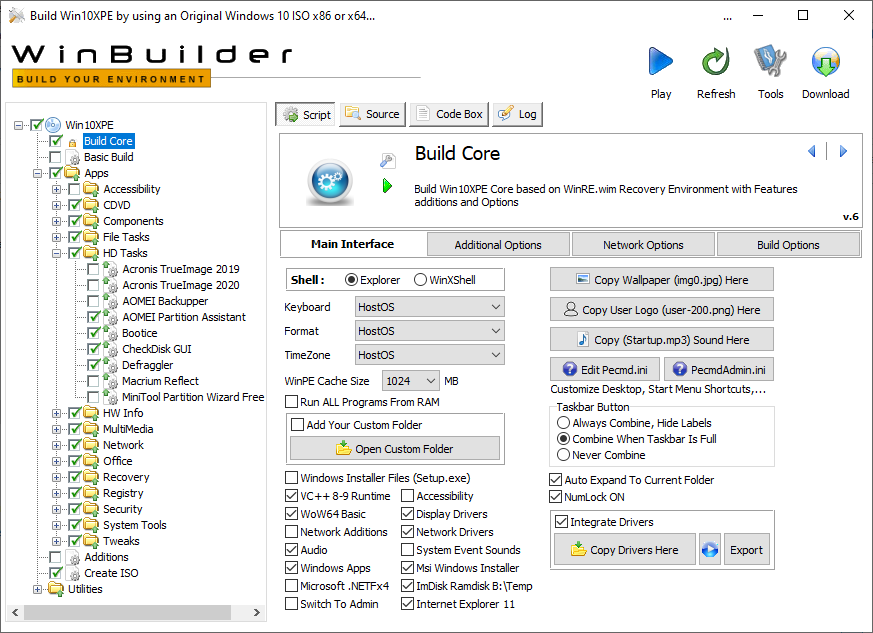 Build Win10XPE by using an Original Windows 10 ISO x86 or x64...
...
WinBuilder
BUILD YOUR ENVIRONMENT
Play
Refresh
Tools
Download
Win10XPE
Build Core
Basic Build
Apps
Accessibility
CDVD
Components
File Tasks
HD Tasks
Acronis TrueImage 2019
Acronis TrueImage 2020
AOMEI Backupper
AOMEI Partition Assistant
Bootice
CheckDisk GUI
Defraggler
Macrium Reflect
MiniTool Partition Wizard Free
HW Info
MultiMedia
Network
Office
Recovery
Registry
Security
System Tools
Tweaks
Additions
Create ISO
Utilities
Script
Source
Code Box
Log
Build Core
Build Win10XPE Core based on WinRE.wim Recovery Environment with Features
additions and Options
v.6
Main Interface
Additional Options
Network Options
Build Options
Shell :
Explorer
WinXShell
Keyboard
HostOS
Format
HostOS
TimeZone
HostOS
WinPE Cache Size
1024
MB
Run ALL Programs From RAM
Add Your Custom Folder
Open Custom Folder
Windows Installer Files (Setup.exe)
VC++ 8-9 Runtime
Accessibility
WoW64 Basic
Display Drivers
Network Additions
Network Drivers
Audio
System Event Sounds
Windows Apps
Msi Windows Installer
Microsoft .NETFx4
ImDisk Ramdisk B:\Temp
Switch To Admin
Internet Explorer 11
Copy Wallpaper (img0.jpg) Here
Copy User Logo (user-200.png) Here
Copy (Startup.mp3) Sound Here
Edit Pecmd.ini
PecmdAdmin.ini
Customize Desktop, Start Menu Shortcuts,...
Taskbar Button
Always Combine, Hide Labels
Combine When Taskbar Is Full
Never Combine
Auto Expand To Current Folder
NumLock ON
Integrate Drivers
Copy Drivers Here
Export